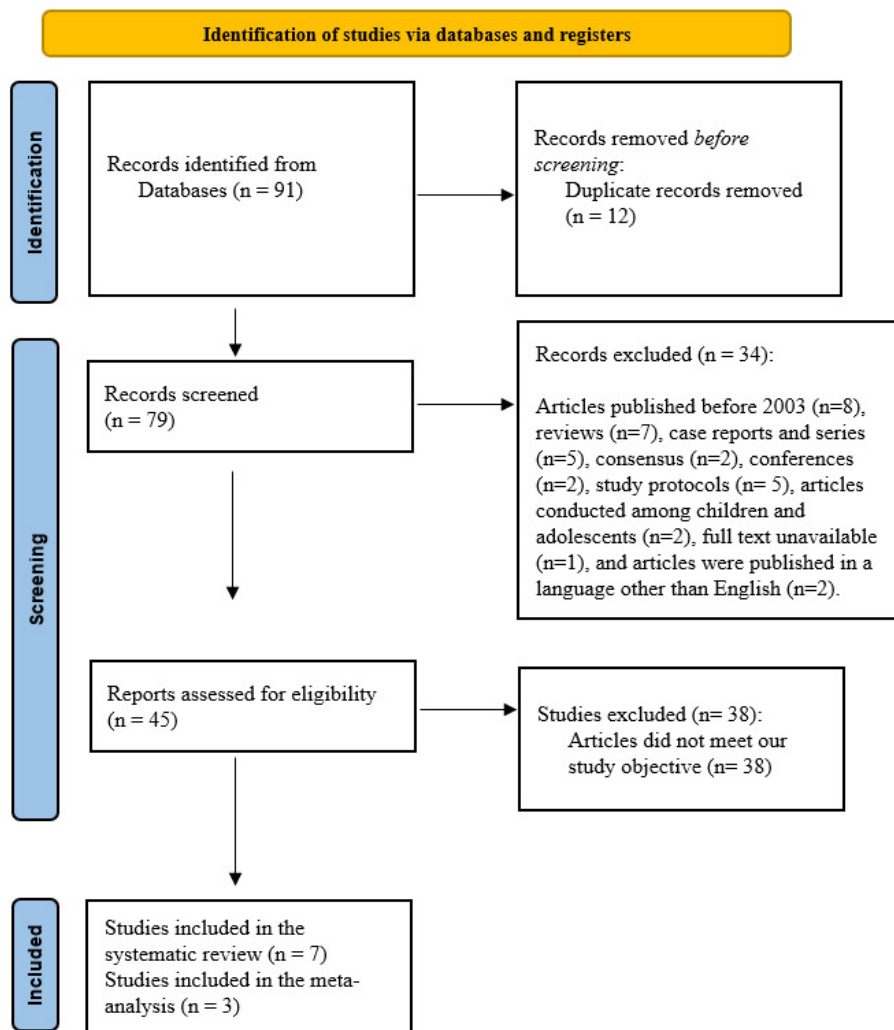 Identification of studies via databases and registers
Identification
Records identified from
Databases (n = 91)
Records removed before
screening:
Duplicate records removed
(n = 12)
Screening
Records screened
(n = 79)
Records excluded (n = 34):
Articles published before 2003 (n=8),
reviews (n=7), case reports and series
(n=5), consensus (n=2), conferences
(n=2), study protocols (n= 5), articles
conducted among children and
adolescents (n=2), full text unavailable
(n=1), and articles were published in a
language other than English (n=2).
Reports assessed for eligibility
(n = 45)
Studies excluded (n= 38):
Articles did not meet our
study objective (n= 38)
Included
Studies included in the
systematic review (n = 7)
Studies included in the meta-
analysis (n = 3)